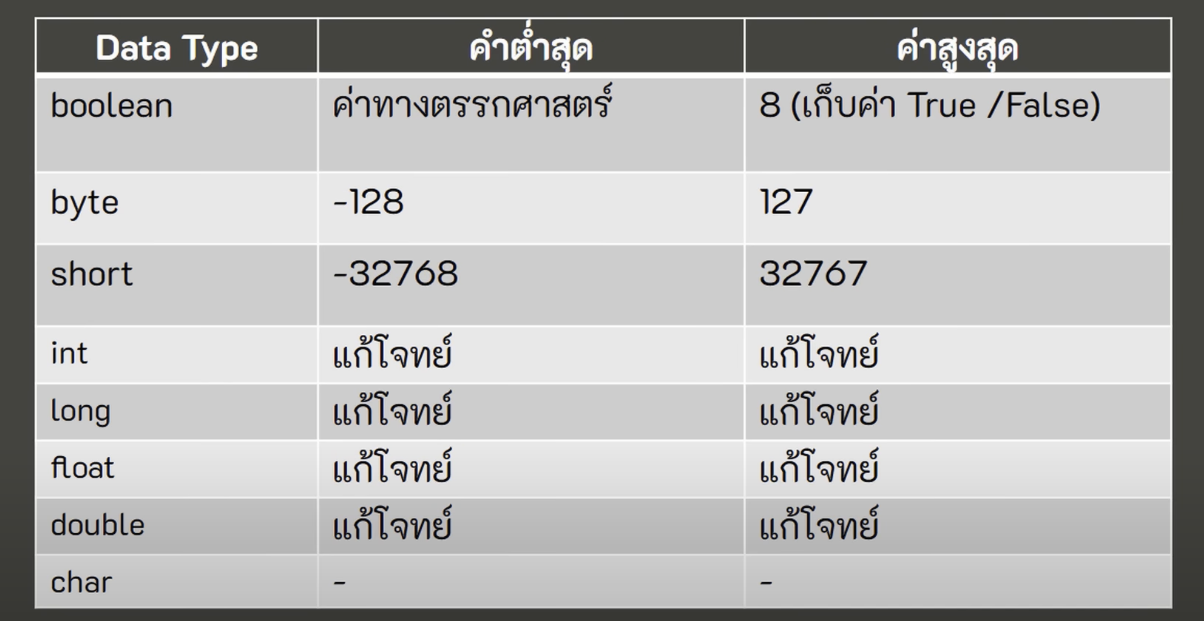 Data Type คำต่ำสุด ค่าสูงสุด
boolean ค่าทางตรรกศาสตร์ 8 (เก็บค่า True /False)
byte -128 127
short -32768 32767
int แก้โจทย์ แก้โจทย์
long แก้โจทย์ แก้โจทย์
float แก้โจทย์ แก้โจทย์
double แก้โจทย์ แก้โจทย์
char - -